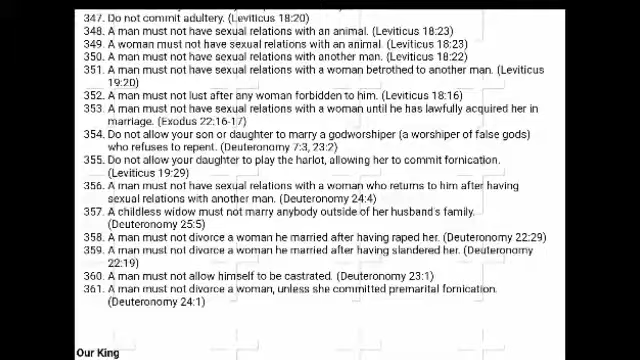 347. Do not commit adultery. (Leviticus 18:20)
348. A man must not have sexual relations with an animal. (Leviticus 18:23)
349. A woman must not have sexual relations with an animal. (Leviticus 18:23)
350. A man must not have sexual relations with another man. (Leviticus 18:22)
351. A man must not have sexual relations with a woman betrothed to another man. (Leviticus
19:20)
352. A man must not lust after any woman forbidden to him. (Leviticus 18:16)
353. A man must not have sexual relations with a woman until he has lawfully acquired her in
marriage. (Exodus 22:16-17)
354. Do not allow your son or daughter to marry a godworshiper (a worshiper of false gods)
who refuses to repent. (Deuteronomy 7:3, 23:2)
355. Do not allow your daughter to play the harlot, allowing her to commit fornication.
(Leviticus 19:29)
356. A man must not have sexual relations with a woman who returns to him after having
sexual relations with another man. (Deuteronomy 24:4)
357. A childless widow must not marry anybody outside of her husband's family.
(Deuteronomy 25:5)
358. A man must not divorce a woman he married after having raped her. (Deuteronomy 22:29)
359. A man must not divorce a woman he married after having slandered her. (Deuteronomy
22:19)
360. A man must not allow himself to be castrated. (Deuteronomy 23:1)
361. A man must not divorce a woman, unless she committed premarital fornication.
(Deuteronomy 24:1)
Our King